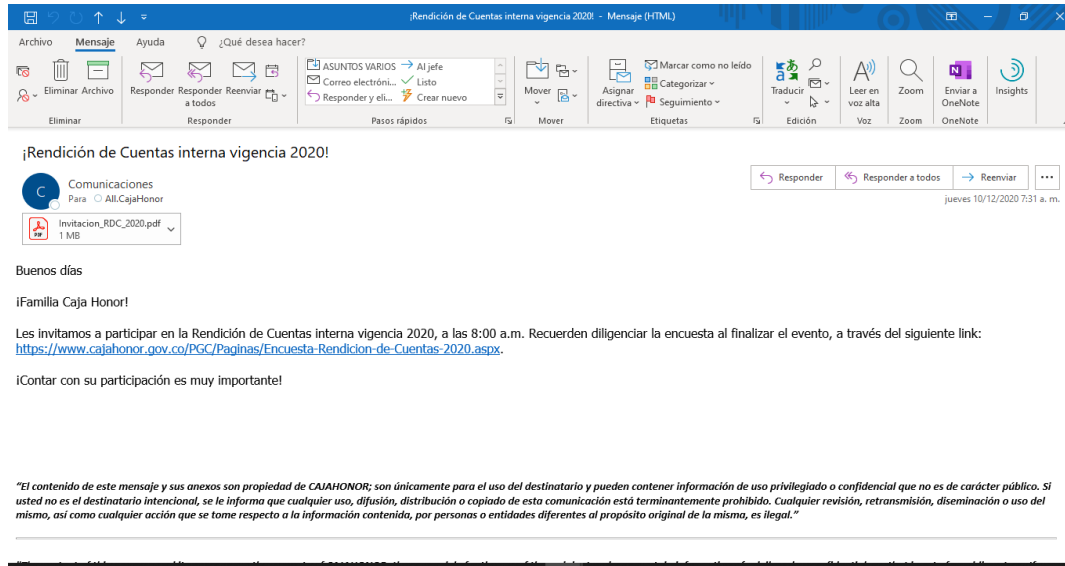 ¡Rendición de Cuentas interna vigencia 2020! - Mensaje (HTML)
Archivo Mensaje Ayuda ¿Qué desea hacer?
Eliminar Archivo
Responder Responder a todos Reenviar
ASUNTOS VARIOS Al jefe
Correo electróni... Listo
Responder y eli... Crear nuevo
Mover
Asignar directiva
Marcar como no leído
Categorizar
Seguimiento
Traducir
Leer en voz alta
Zoom
Enviar a OneNote
Insights
Eliminar Responder Pasos rápidos Mover Etiquetas Edición Voz Zoom OneNote
¡Rendición de Cuentas interna vigencia 2020!
C
Comunicaciones
Para All.CajaHonor
Responder Responder a todos Reenviar ...
jueves 10/12/2020 7:31 a. m.
PDF
Invitacion_RDC_2020.pdf
1 MB
Buenos días
¡Familia Caja Honor!
Les invitamos a participar en la Rendición de Cuentas interna vigencia 2020, a las 8:00 a.m. Recuerden diligenciar la encuesta al finalizar el evento, a través del siguiente link:
https://www.cajahonor.gov.co/PGC/Paginas/Encuesta-Rendicion-de-Cuentas-2020.aspx.
¡Contar con su participación es muy importante!
"El contenido de este mensaje y sus anexos son propiedad de CAJAHONOR; son únicamente para el uso del destinatario y pueden contener información de uso privilegiado o confidencial que no es de carácter público. Si
usted no es el destinatario intencional, se le informa que cualquier uso, difusión, distribución o copiado de esta comunicación está terminantemente prohibido. Cualquier revisión, retransmisión, diseminación o uso del
mismo, así como cualquier acción que se tome respecto a la información contenida, por personas o entidades diferentes al propósito original de la misma, es ilegal."